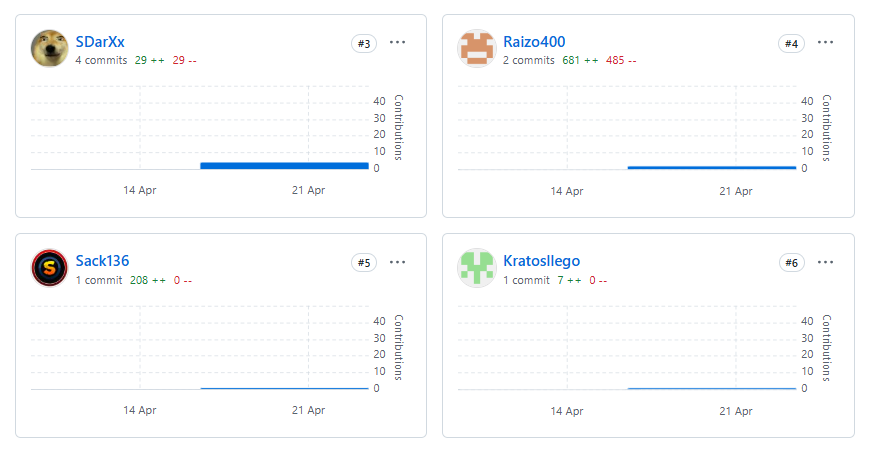 SDarXx #3
4 commits 29 ++ 29 --
40
30
20
10
0
Contributions
14 Apr 21 Apr
Raizo400 #4
2 commits 681 ++ 485 --
40
30
20
10
0
Contributions
14 Apr 21 Apr
Sack136 #5
1 commit 208 ++ 0 --
40
30
20
10
0
Contributions
14 Apr 21 Apr
Kratosllego #6
1 commit 7 ++ 0 --
40
30
20
10
0
Contributions
14 Apr 21 Apr